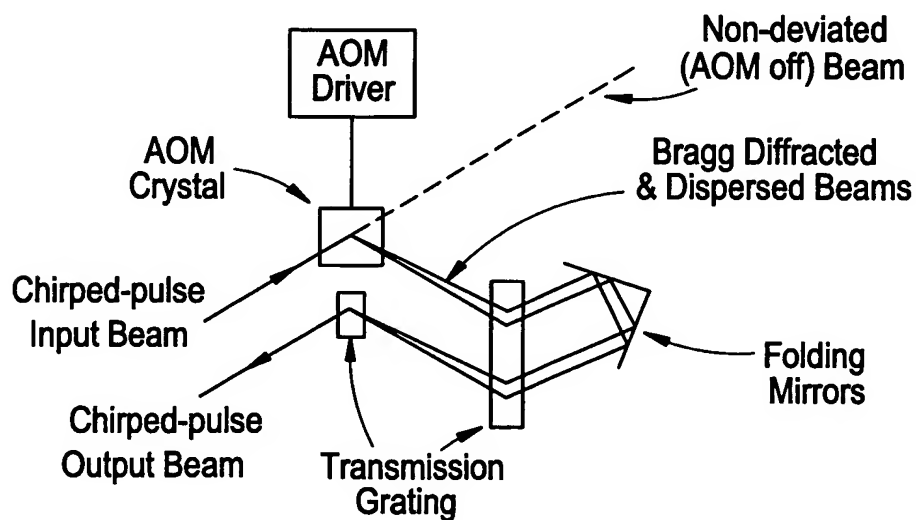 AOM
Driver
Non-deviated
(AOM off) Beam
AOM
Crystal
Bragg Diffracted
& Dispersed Beams
Chirped-pulse
Input Beam
Folding
Mirrors
Chirped-pulse
Output Beam
Transmission
Grating